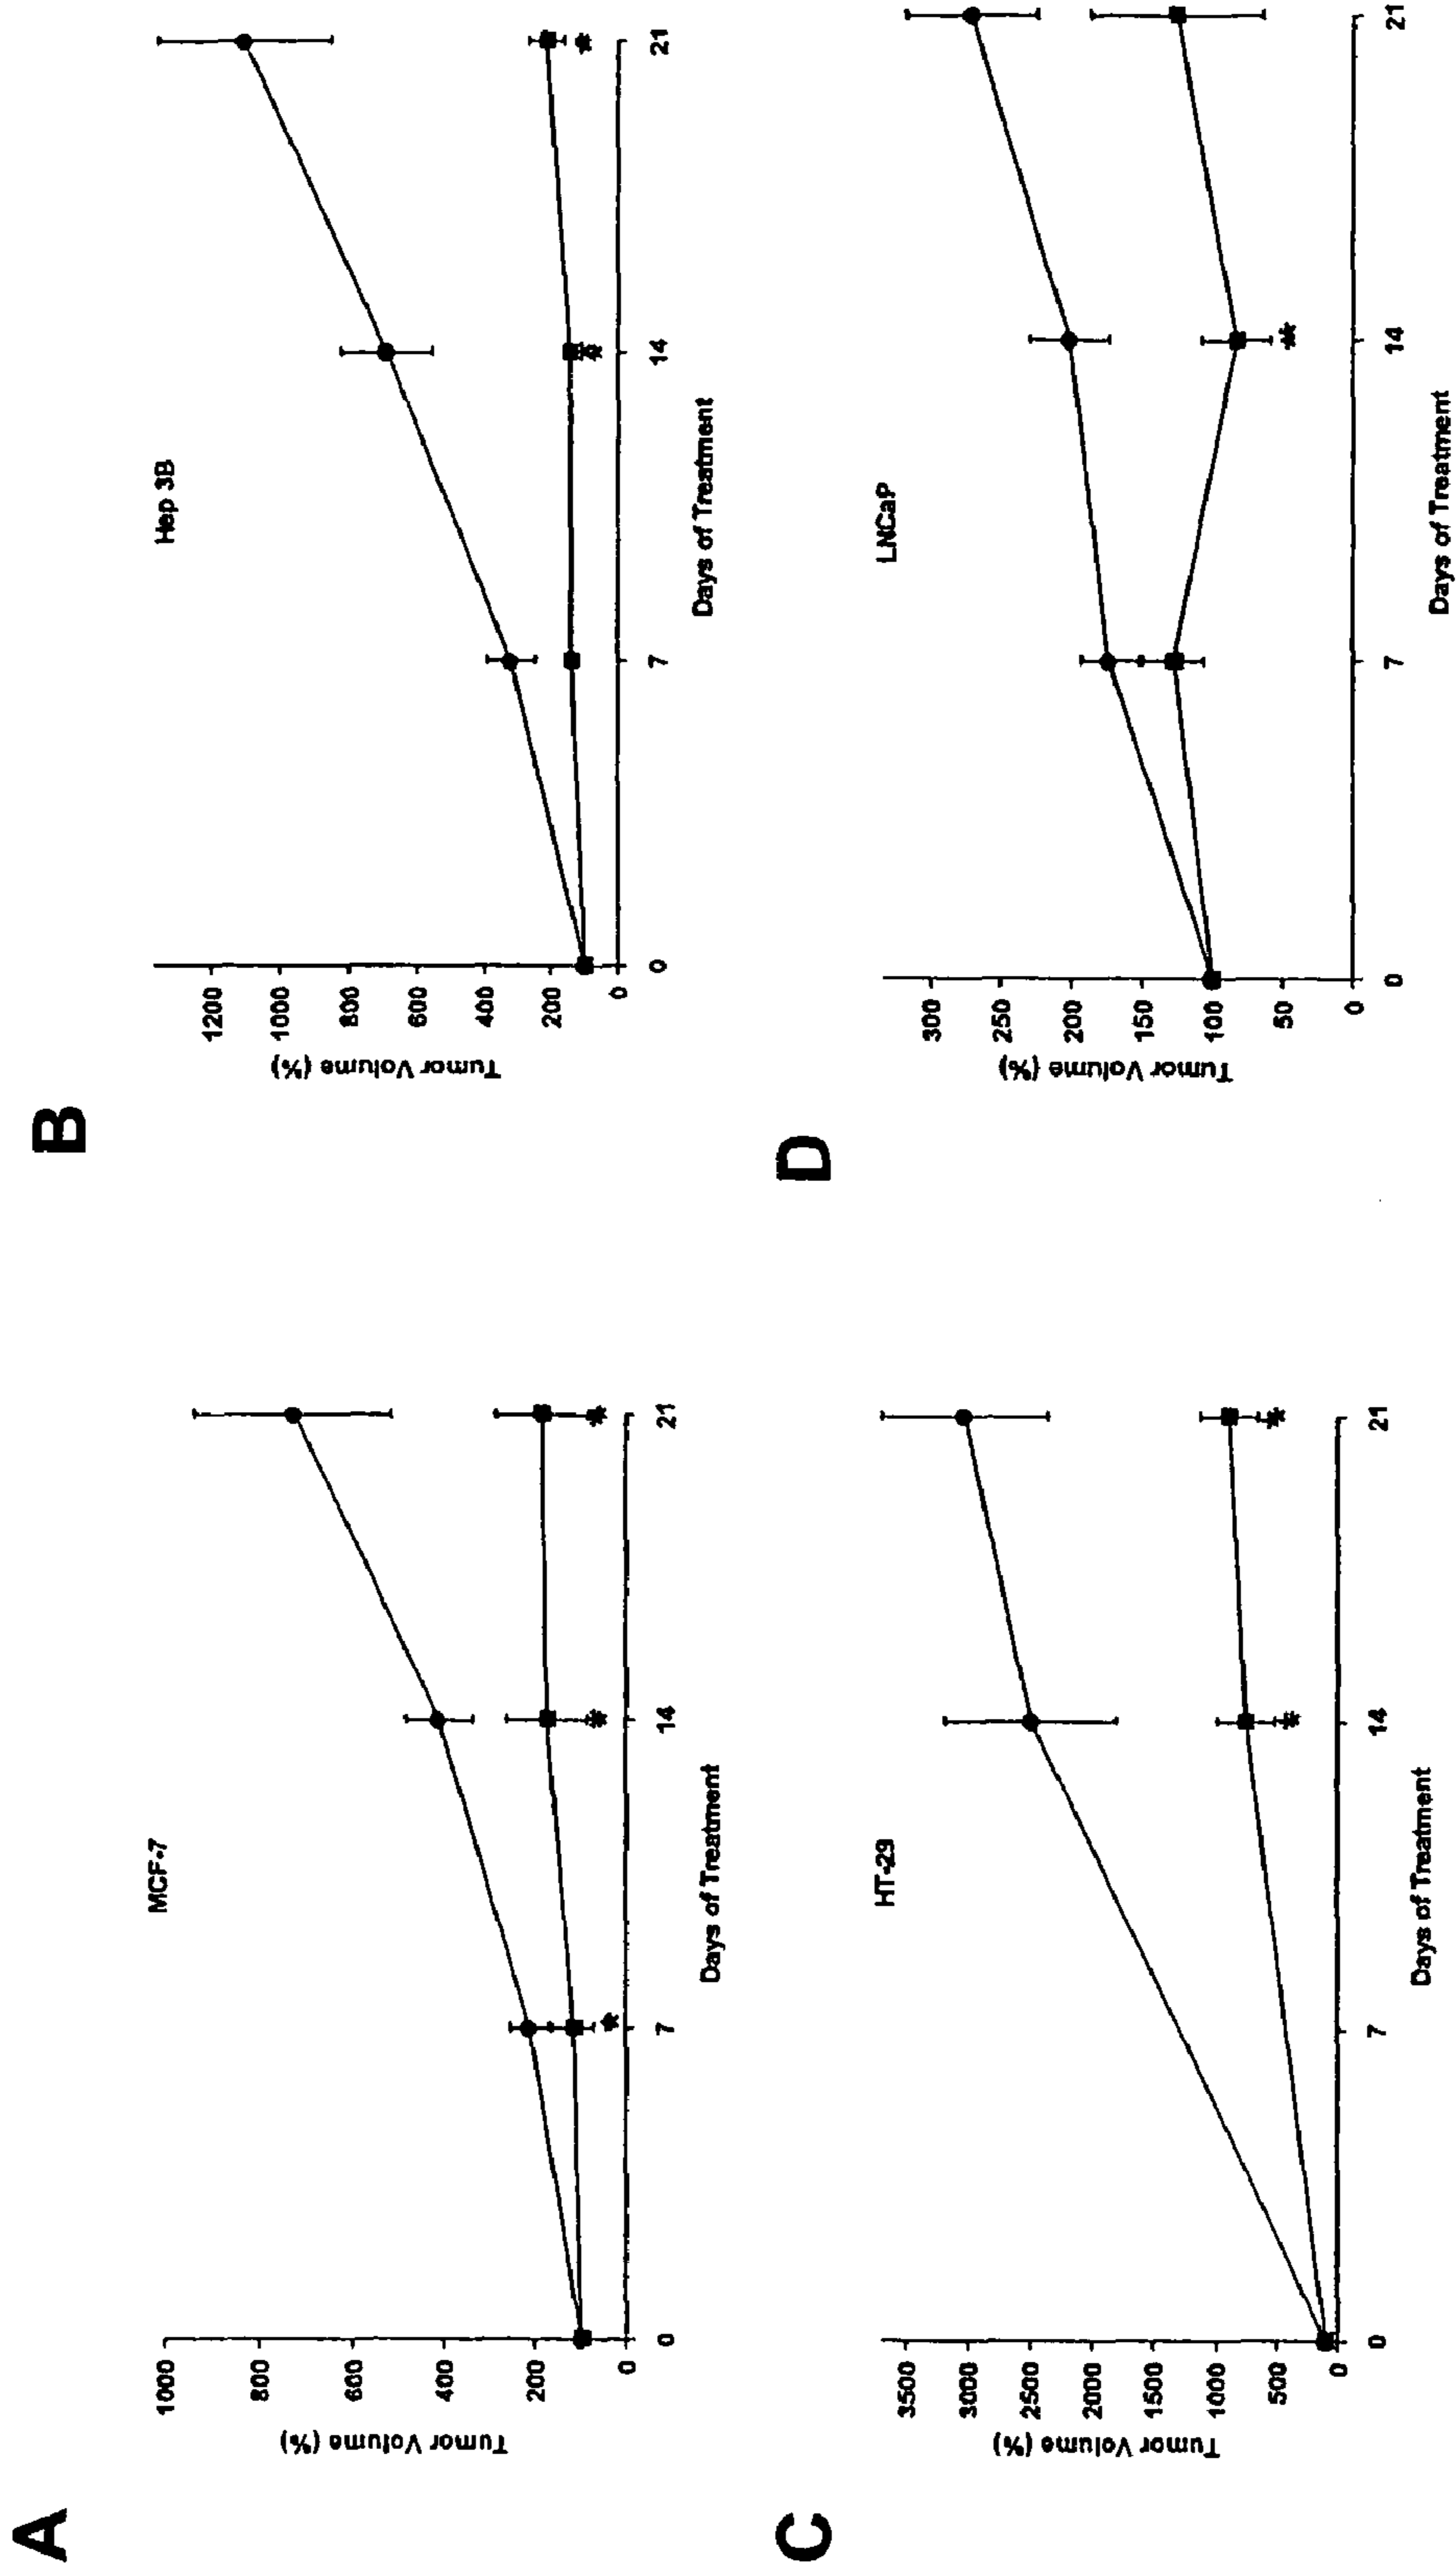 A
MCF-7
1000
800
600
400
200
0
Tumor Volume (%)
0 7 14 21
Days of Treatment
*
*
*
B
Hep 3B
1200
1000
800
600
400
200
0
Tumor Volume (%)
0 7 14 21
Days of Treatment
*
*
C
HT-29
3500
3000
2500
2000
1500
1000
500
0
Tumor Volume (%)
0 7 14 21
Days of Treatment
*
*
D
LNCaP
300
250
200
150
100
50
0
Tumor Volume (%)
0 7 14 21
Days of Treatment
*